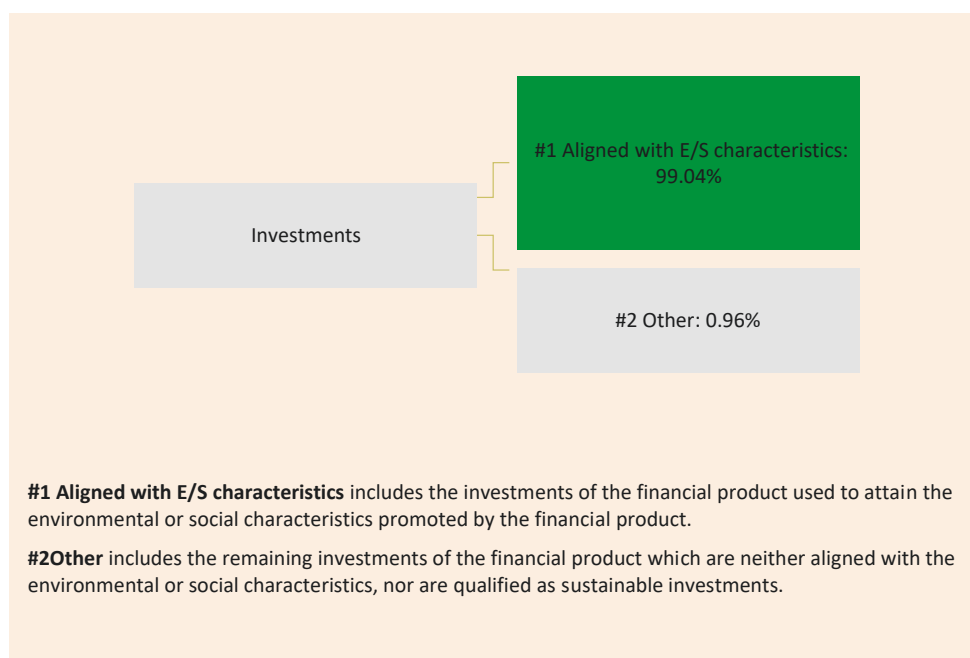 #1 Aligned with E/S characteristics:
99.04%
Investments
#2 Other: 0.96%
#1 Aligned with E/S characteristics includes the investments of the financial product used to attain the
environmental or social characteristics promoted by the financial product.
#2Other includes the remaining investments of the financial product which are neither aligned with the
environmental or social characteristics, nor are qualified as sustainable investments.